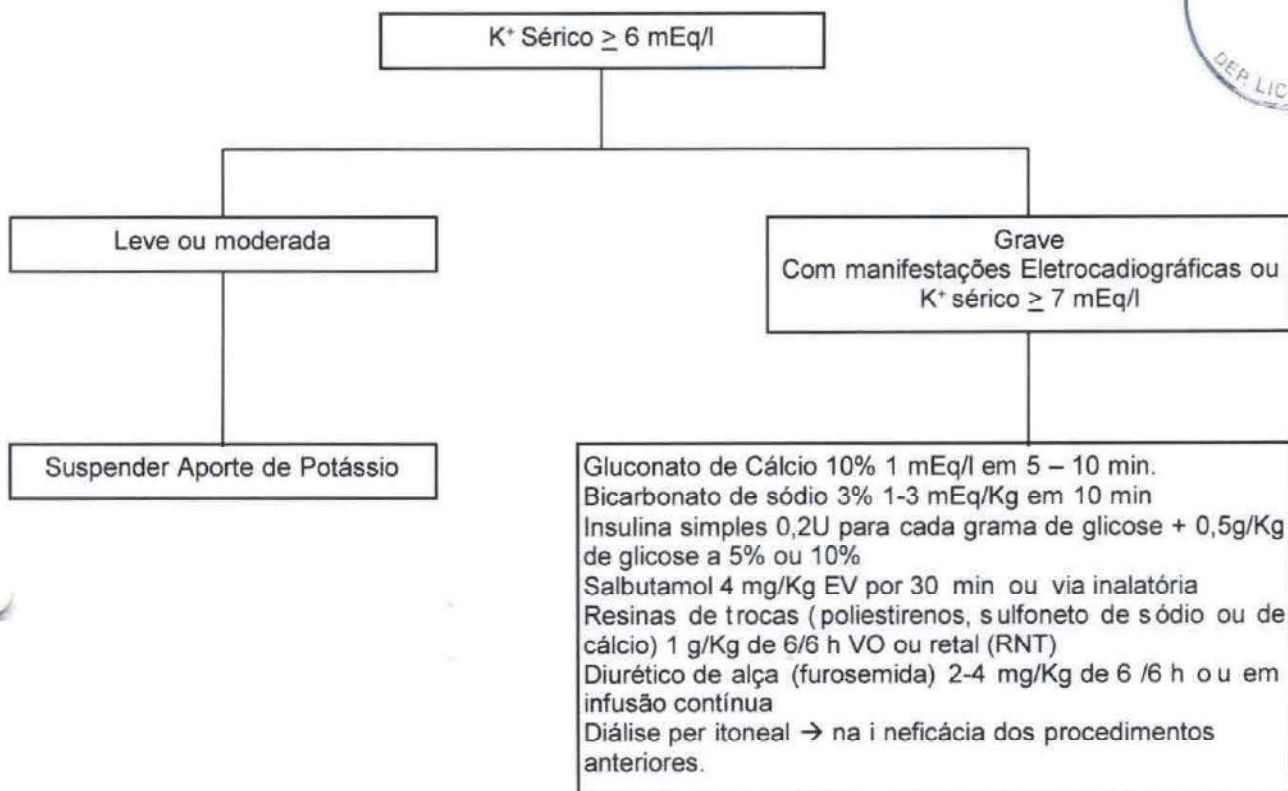 DEP. LIC
K⁺ Sérico ≥ 6 mEq/l
Leve ou moderada
Grave
Com manifestações Eletrocadiográficas ou
K⁺ sérico ≥ 7 mEq/l
Suspender Aporte de Potássio
Gluconato de Cálcio 10% 1 mEq/l em 5 – 10 min.
Bicarbonato de sódio 3% 1-3 mEq/Kg em 10 min
Insulina simples 0,2U para cada grama de glicose + 0,5g/Kg
de glicose a 5% ou 10%
Salbutamol 4 mg/Kg EV por 30 min ou via inalatória
Resinas de trocas (poliestirenos, sulfoneto de sódio ou de
cálcio) 1 g/Kg de 6/6 h VO ou retal (RNT)
Diurético de alça (furosemida) 2-4 mg/Kg de 6 /6 h o u em
infusão contínua
Diálise per itoneal → na i neficácia dos procedimentos
anteriores.